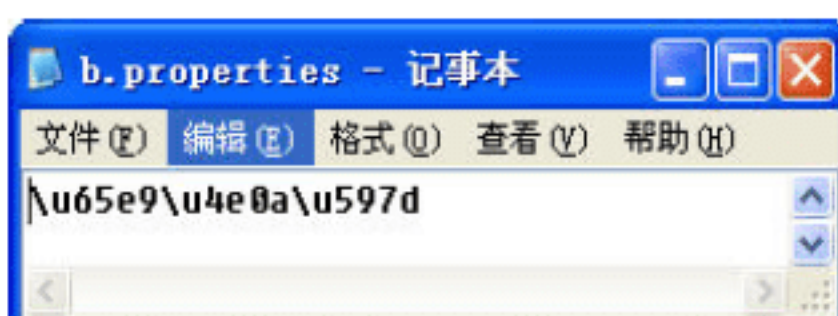 b.properties - 记事本
文件(F) 编辑(E) 格式(O) 查看(V) 帮助(H)
\u65e9\u4e0a\u597d